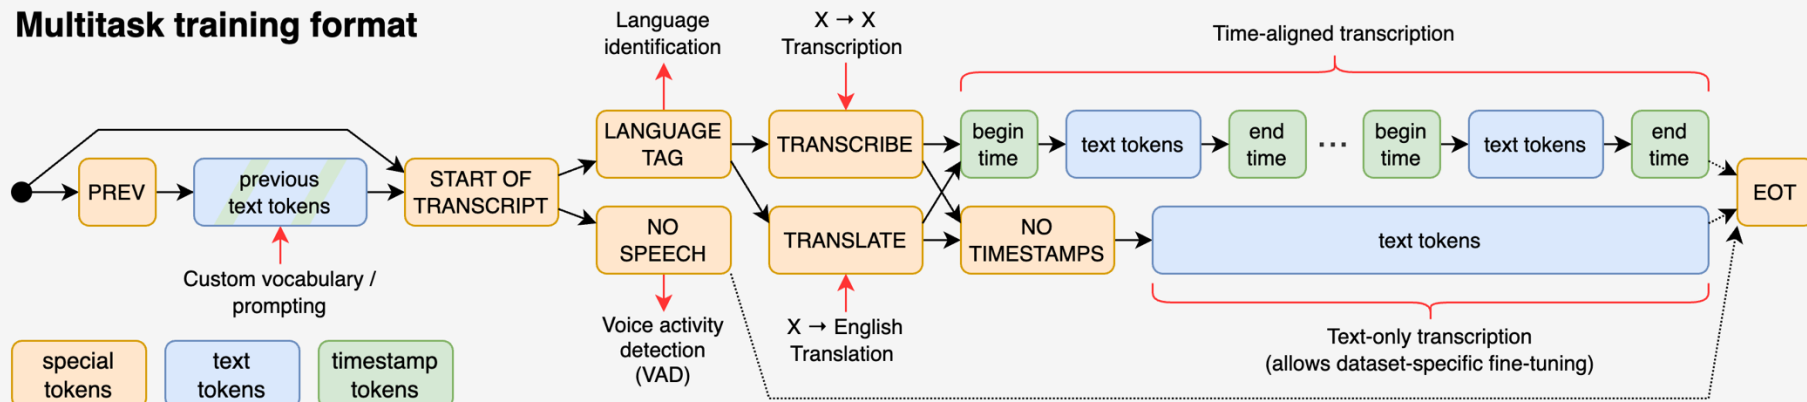 Multitask training format
Language
identification
X → X
Transcription
Time-aligned transcription
PREV
previous
text tokens
Custom vocabulary /
prompting
START OF
TRANSCRIPT
LANGUAGE
TAG
NO
SPEECH
Voice activity
detection
(VAD)
TRANSCRIBE
TRANSLATE
X → English
Translation
begin
time
text tokens
end
time
...
begin
time
text tokens
end
time
NO
TIMESTAMPS
text tokens
Text-only transcription
(allows dataset-specific fine-tuning)
EOT
special
tokens
text
tokens
timestamp
tokens